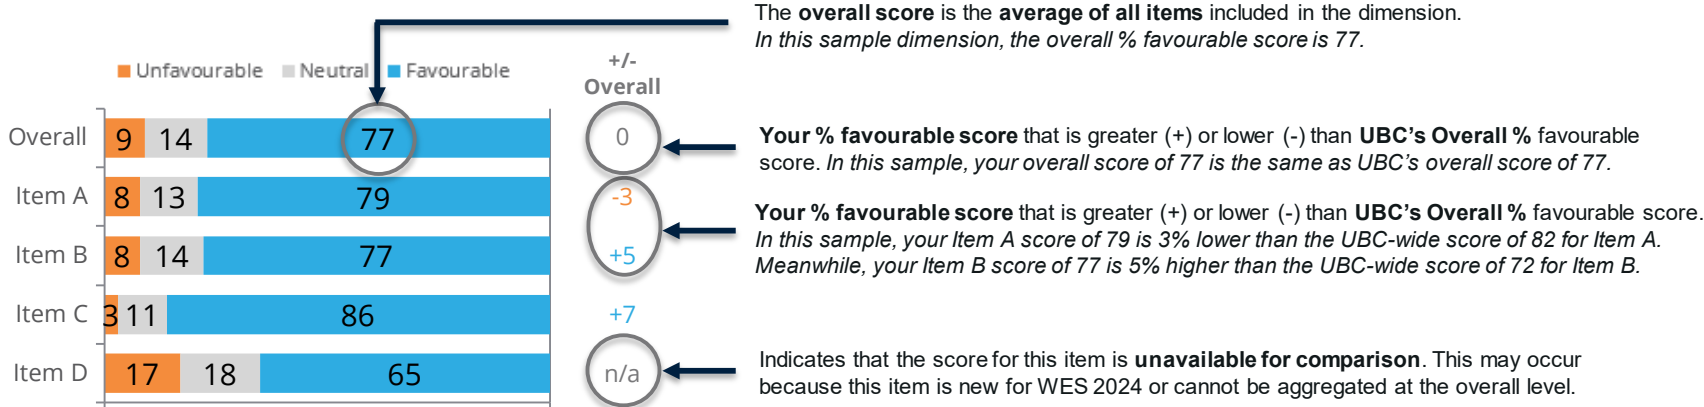 The overall score is the average of all items included in the dimension.
In this sample dimension, the overall % favourable score is 77.
Unfavourable Neutral Favourable
+/-
Overall
Overall 9 14 77 0
Your % favourable score that is greater (+) or lower (-) than UBC's Overall % favourable
score. In this sample, your overall score of 77 is the same as UBC's overall score of 77.
Item A 8 13 79 -3
Your % favourable score that is greater (+) or lower (-) than UBC's Overall % favourable score.
In this sample, your Item A score of 79 is 3% lower than the UBC-wide score of 82 for Item A.
Meanwhile, your Item B score of 77 is 5% higher than the UBC-wide score of 72 for Item B.
Item B 8 14 77 +5
Item C 3 11 86 +7
Item D 17 18 65 n/a
Indicates that the score for this item is unavailable for comparison. This may occur
because this item is new for WES 2024 or cannot be aggregated at the overall level.